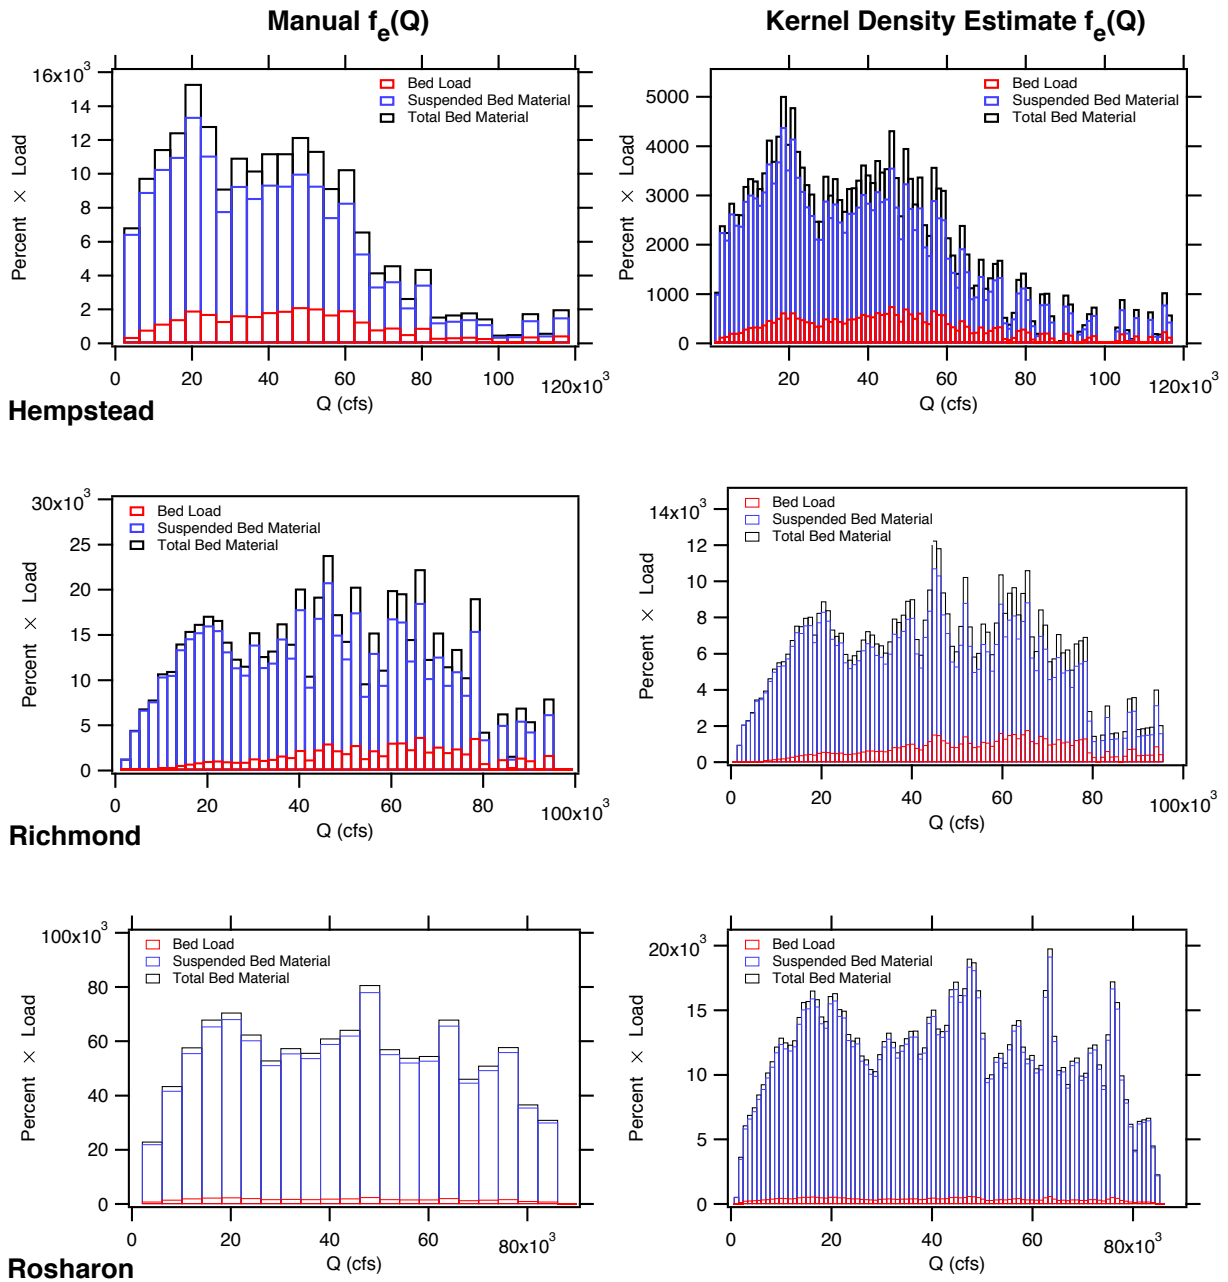 Manual fe(Q)
Kernel Density Estimate fe(Q)
16x10³
14
12
10
8
6
4
2
0
Percent × Load
Bed Load
Suspended Bed Material
Total Bed Material
0 20 40 60 80 100 120x10³
Q (cfs)
5000
4000
3000
2000
1000
0
Percent × Load
Bed Load
Suspended Bed Material
Total Bed Material
20 40 60 80 100 120x10³
Q (cfs)
Hempstead
30x10³
25
20
15
10
5
0
Percent × Load
Bed Load
Suspended Bed Material
Total Bed Material
0 20 40 60 80 100x10³
Q (cfs)
14x10³
12
10
8
6
4
2
0
Percent × Load
Bed Load
Suspended Bed Material
Total Bed Material
0 20 40 60 80 100x10³
Q (cfs)
Richmond
100x10³
80
60
40
20
0
Percent × Load
Bed Load
Suspended Bed Material
Total Bed Material
0 20 40 60 80x10³
Q (cfs)
20x10³
15
10
5
0
Percent × Load
Bed Load
Suspended Bed Material
Total Bed Material
0 20 40 60 80x10³
Q (cfs)
Rosharon